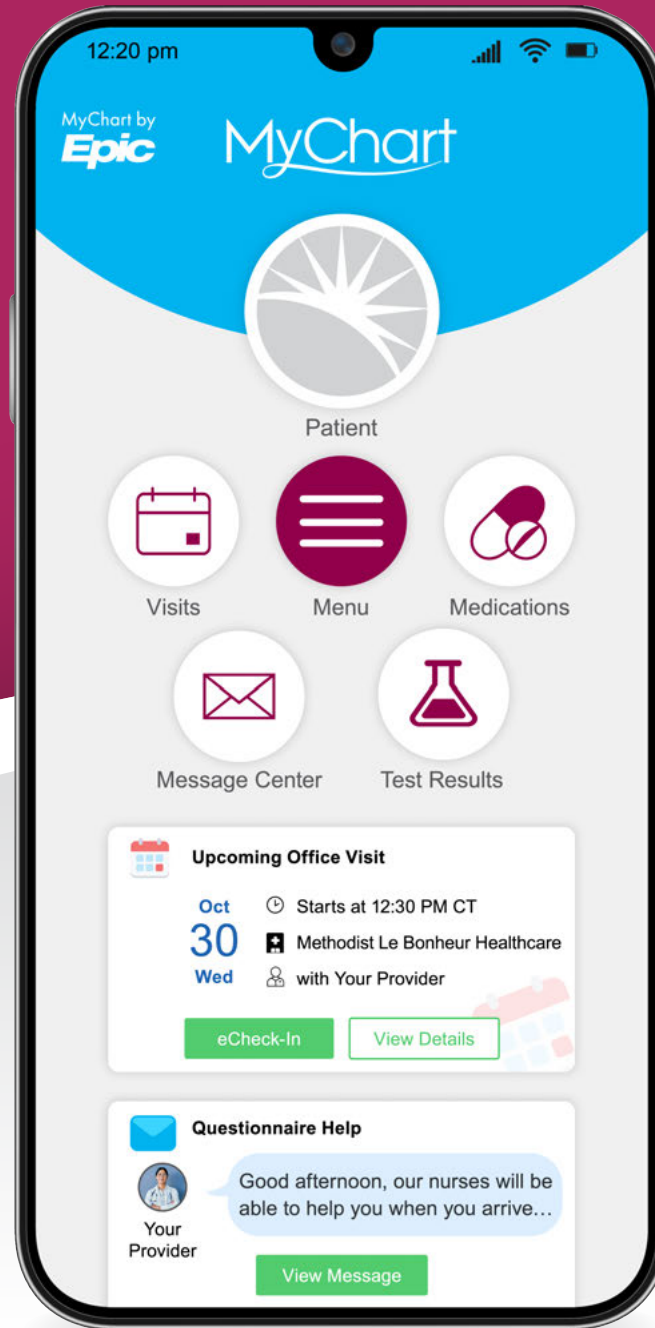 12:20 pm
MyChart by
Epic
MyChart
Patient
Visits
Menu
Medications
Message Center
Test Results
Upcoming Office Visit
Oct
30
Wed
Starts at 12:30 PM CT
Methodist Le Bonheur Healthcare
with Your Provider
eCheck-In
View Details
Questionnaire Help
Good afternoon, our nurses will be
able to help you when you arrive…
Your
Provider
View Message